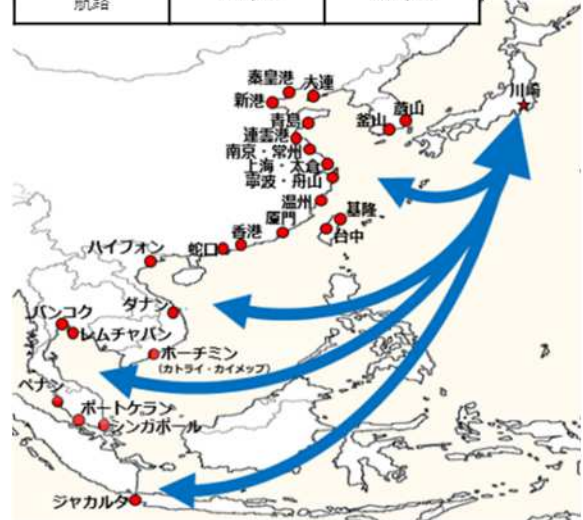 航路
秦皇港
大連
新港
川崎
青島
釜山
蔚山
連雲港
南京・常州
上海・太倉
寧波・舟山
温州
基隆
厦門
台中
香港
蛇口
ハイフォン
ダナン
バンコク
レムチャバン
ホーチミン
(カトライ・カイメップ)
ペナン
ポートケラン
シンガポール
ジャカルタ